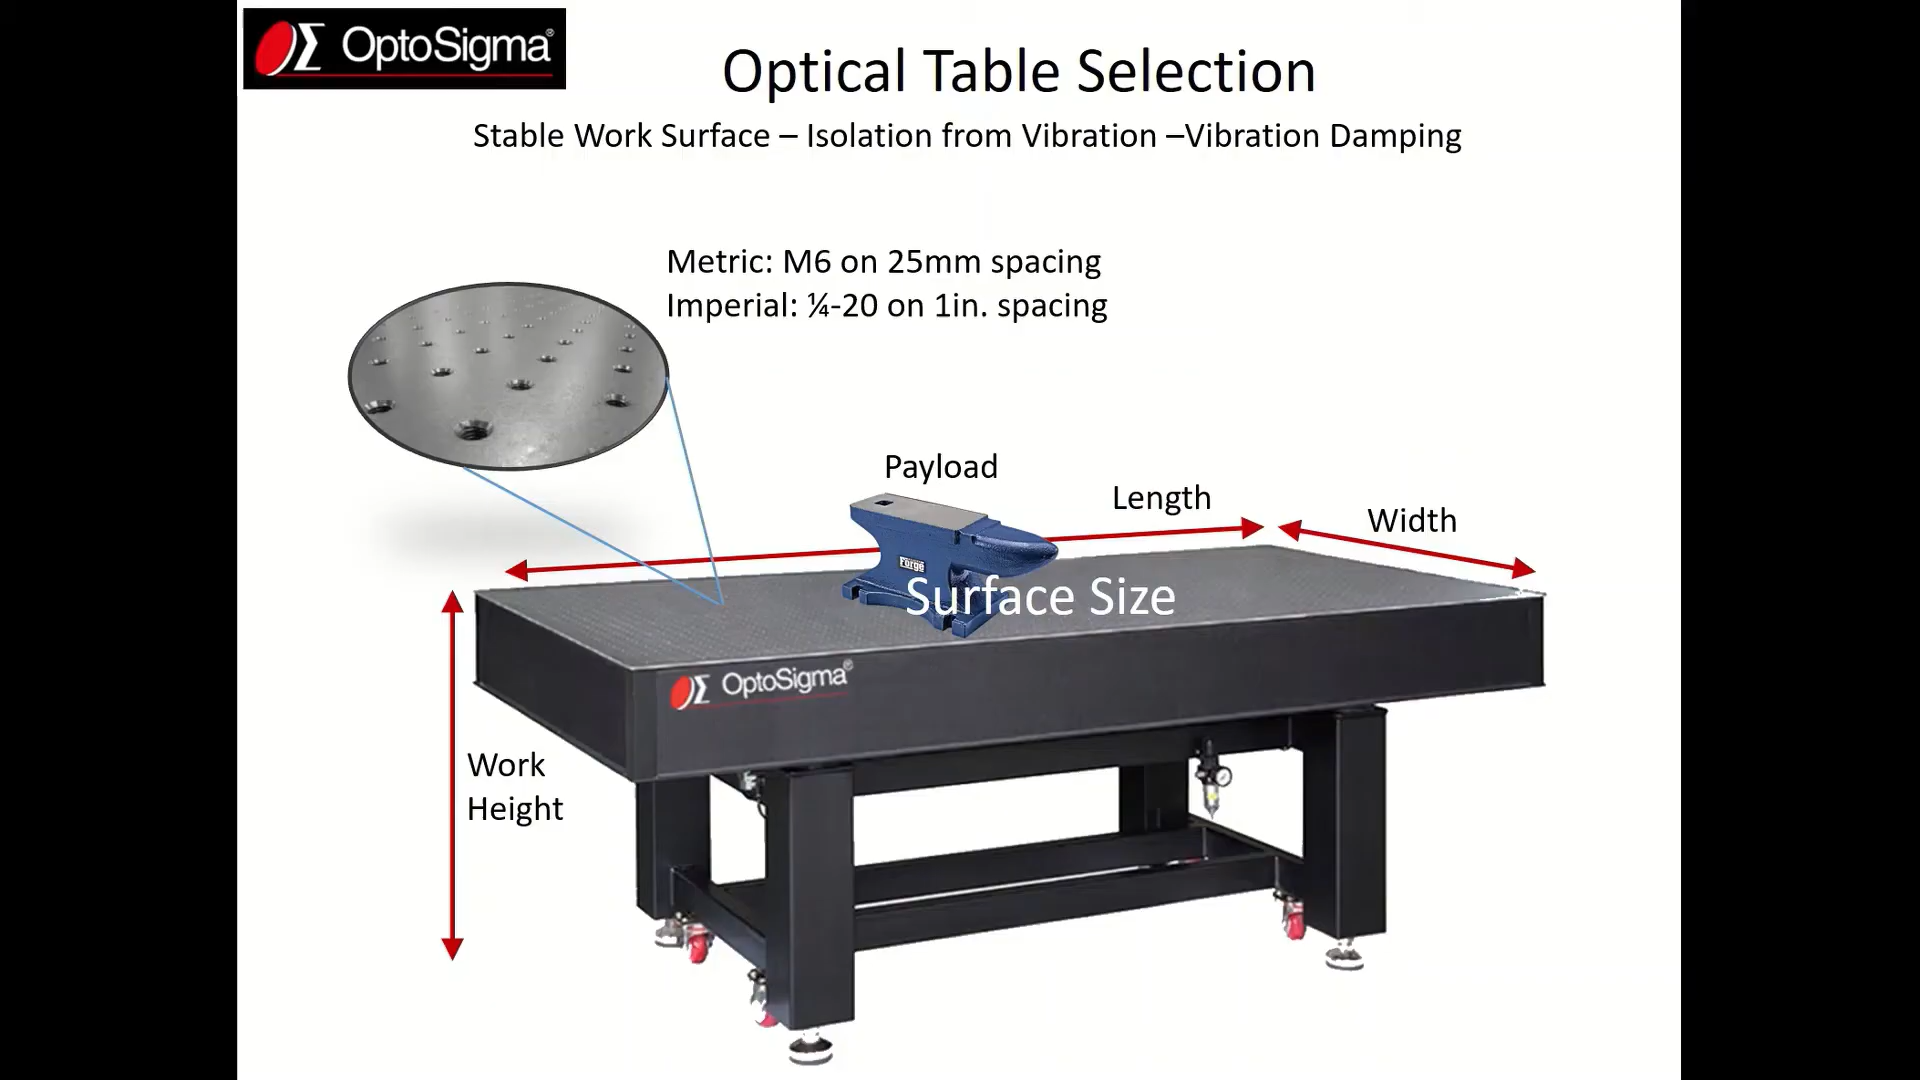 OptoSigma®
Optical Table Selection
Stable Work Surface – Isolation from Vibration –Vibration Damping
Metric: M6 on 25mm spacing
Imperial: ¼-20 on 1in. spacing
Payload
Length
Width
Forge
Surface Size
OptoSigma®
Work
Height